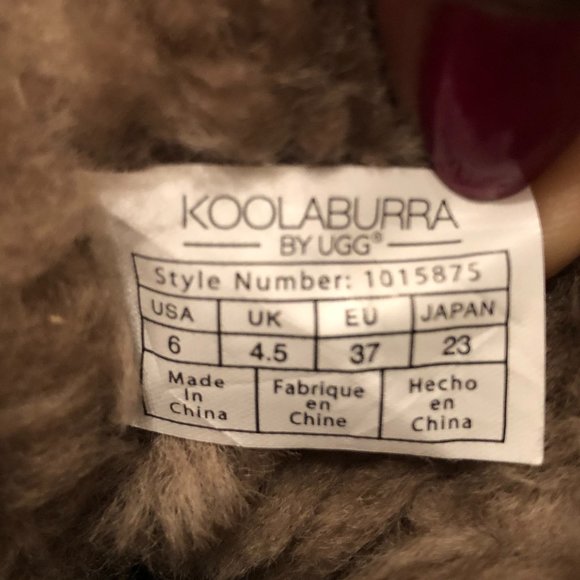 KOOLABURRA
BY UGG®
Style Number: 1015875
USA UK EU JAPAN
6 4.5 37 23
Made Fabrique Hecho
In en en
China Chine China